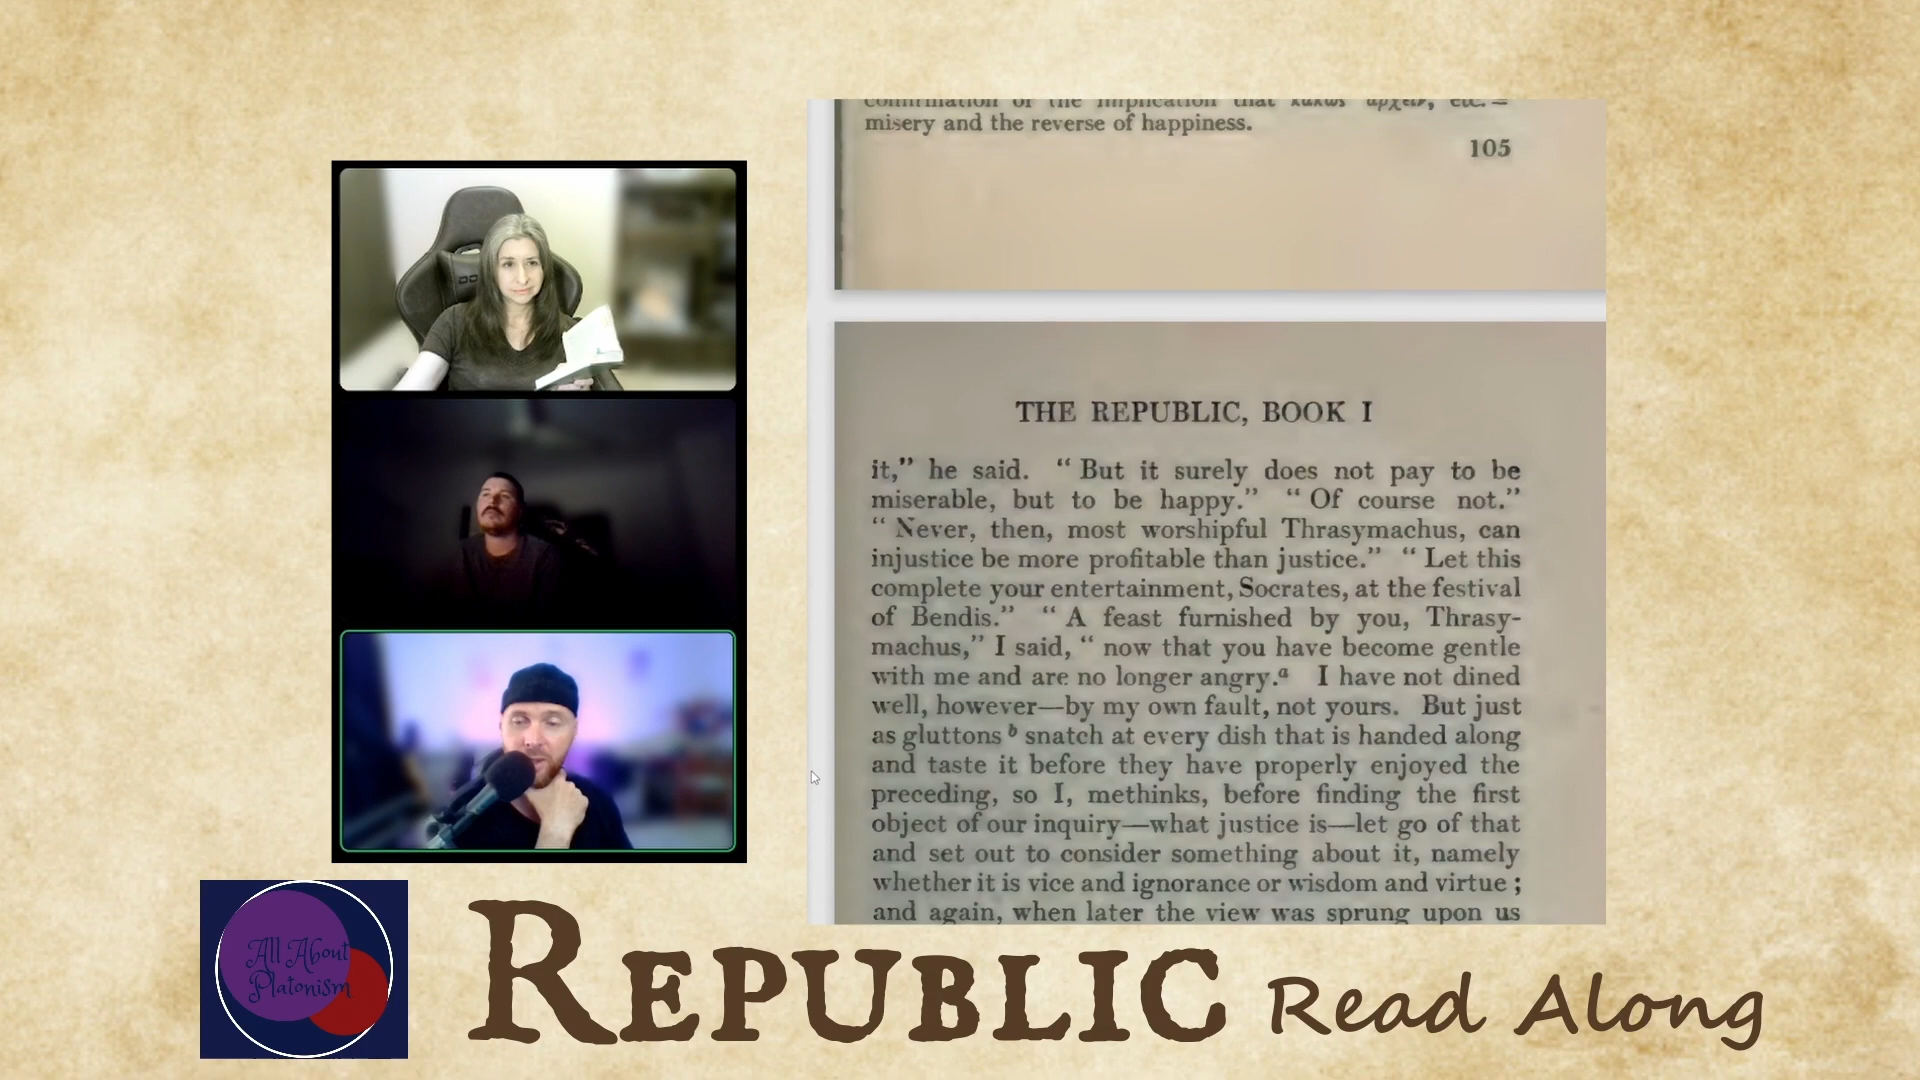 confirmation of the implication that κακῶς ἄρχειν, etc. =
misery and the reverse of happiness.
105
THE REPUBLIC, BOOK I
it,” he said. “ But it surely does not pay to be
miserable, but to be happy.” “ Of course not.”
“ Never, then, most worshipful Thrasymachus, can
injustice be more profitable than justice.” “ Let this
complete your entertainment, Socrates, at the festival
of Bendis.” “ A feast furnished by you, Thrasy-
machus,” I said, “ now that you have become gentle
with me and are no longer angry.ᵃ I have not dined
well, however—by my own fault, not yours. But just
as gluttons ᵇ snatch at every dish that is handed along
and taste it before they have properly enjoyed the
preceding, so I, methinks, before finding the first
object of our inquiry—what justice is—let go of that
and set out to consider something about it, namely
whether it is vice and ignorance or wisdom and virtue ;
and again, when later the view was sprung upon us
All About
Platonism
REPUBLIC Read Along